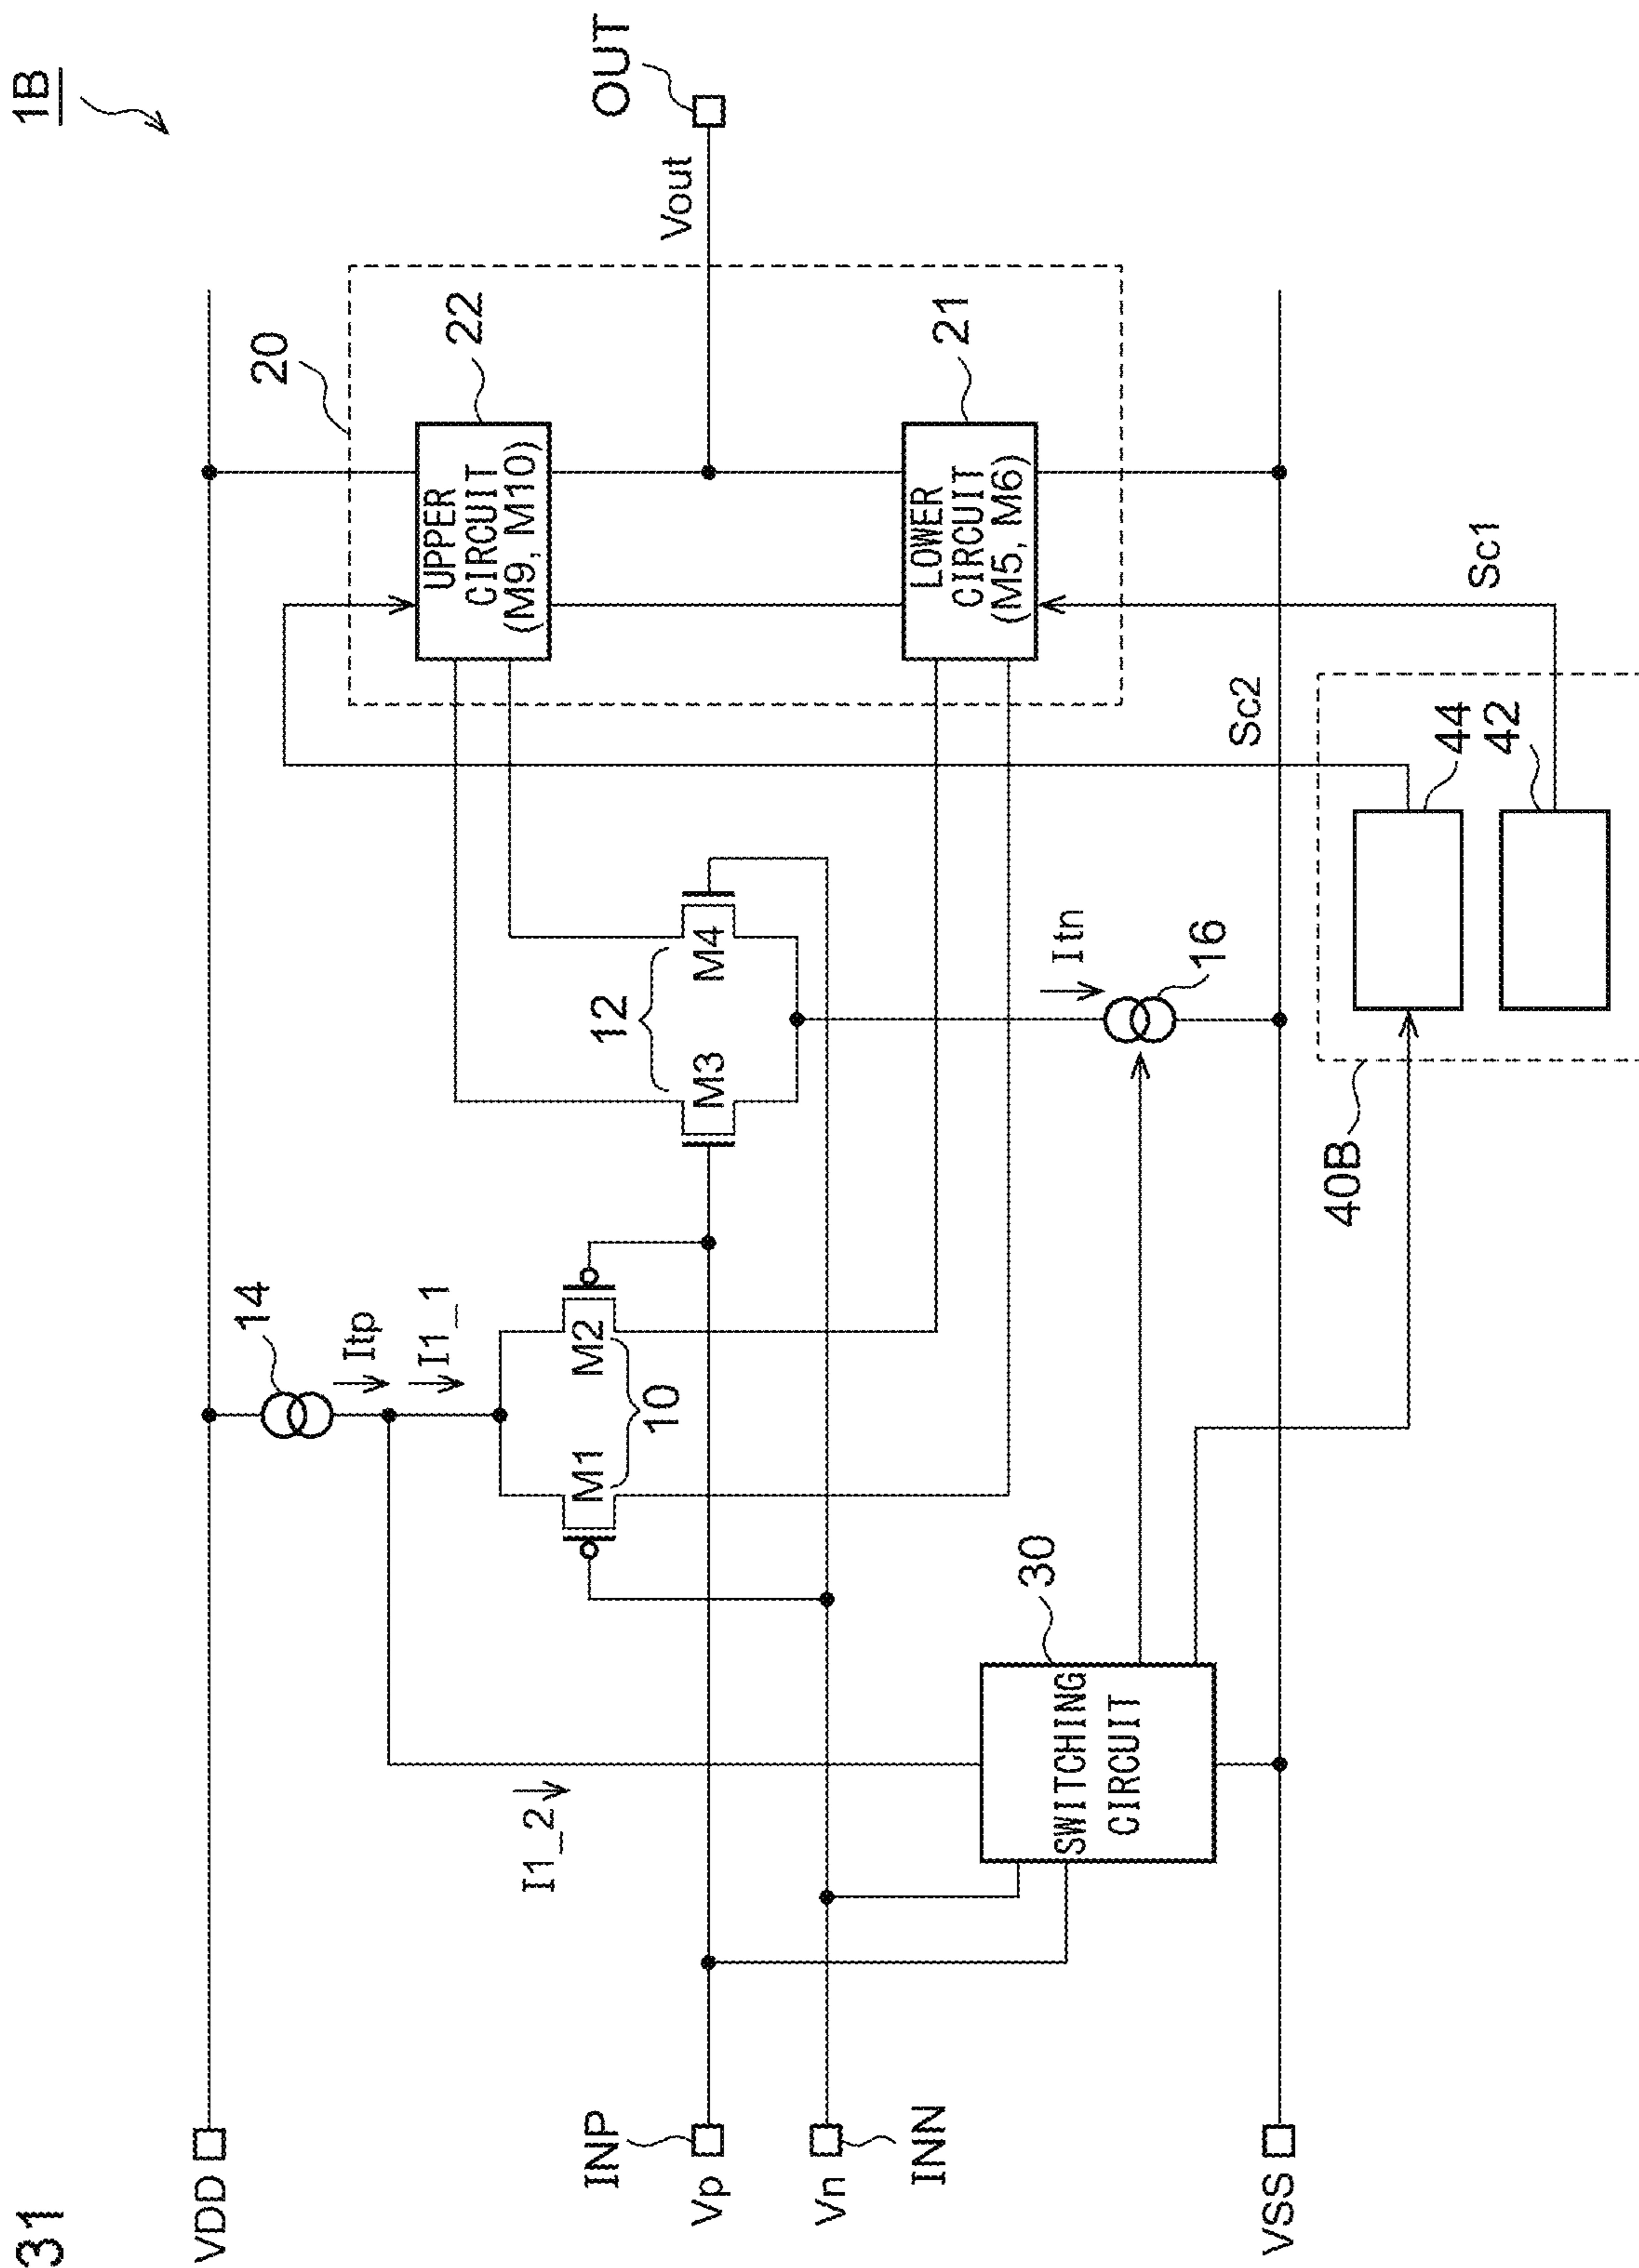 31
1B
VDD
14
Itp
I1_1
I1_2
M1
M2
10
12
M3
M4
20
22
UPPER
CIRCUIT
(M9, M10)
Vout
OUT
21
LOWER
CIRCUIT
(M5, M6)
INP
Vp
Vn
INN
30
SWITCHING
CIRCUIT
Itn
16
VSS
Sc2
Sc1
40B
44
42